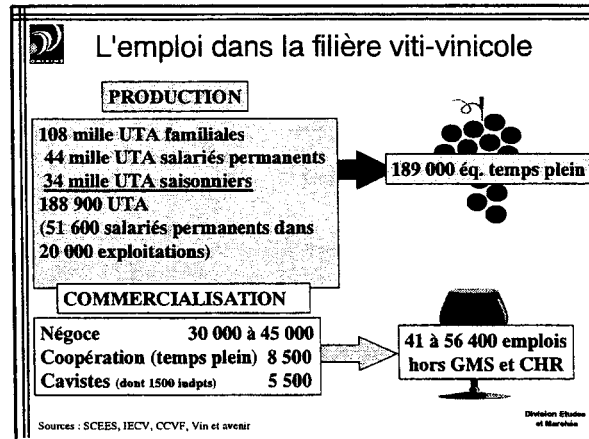 L'emploi dans la filière viti-vinicole
PRODUCTION
108 mille UTA familiales
44 mille UTA salariés permanents
34 mille UTA saisonniers
188 900 UTA
(51 600 salariés permanents dans
20 000 exploitations)
189 000 éq. temps plein
COMMERCIALISATION
Négoce 30 000 à 45 000
Coopération (temps plein) 8 500
Cavistes (dont 1500 indpts) 5 500
41 à 56 400 emplois
hors GMS et CHR
Sources : SCEES, IECV, CCVF, Vin et avenir
Division Etudes
et Marchés